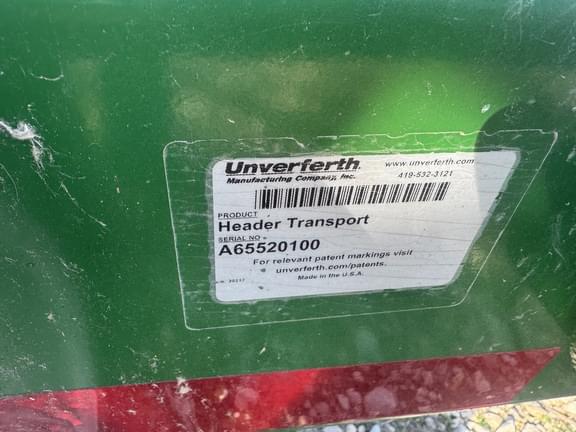 Unverferth
Manufacturing Company, Inc.
www.unverferth.com
419-532-3121
PRODUCT
Header Transport
SERIAL NO
A65520100
For relevant patent markings visit
unverferth.com/patents.
Made in the U.S.A.